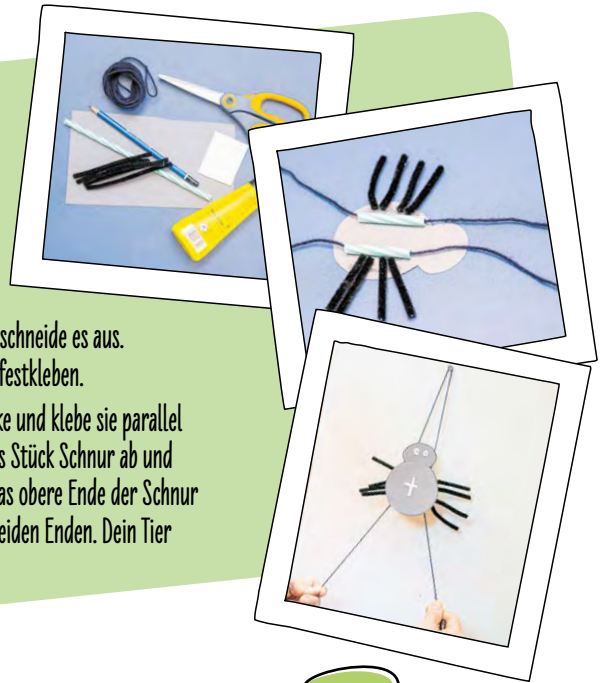 schneide es aus.
festkleben.
ke und klebe sie parallel
s Stück Schnur ab und
as obere Ende der Schnur
eiden Enden. Dein Tier